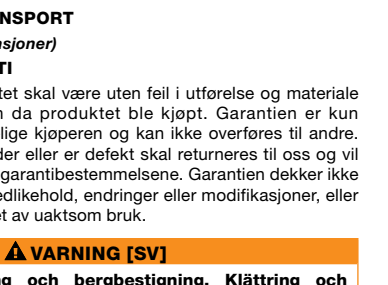 NSPORT
asjoner)
TI
tet skal være uten feil i utførelse og materiale
n da produktet ble kjøpt. Garantien er kun
lige kjøperen og kan ikke overføres til andre.
der eller er defekt skal returneres til oss og vil
garantibestemmelsene. Garantien dekker ikke
edlikehold, endringer eller modifikasjoner, eller
et av uaktsom bruk.
VARNING [SV]
ng och bergbestigning. Klättring och